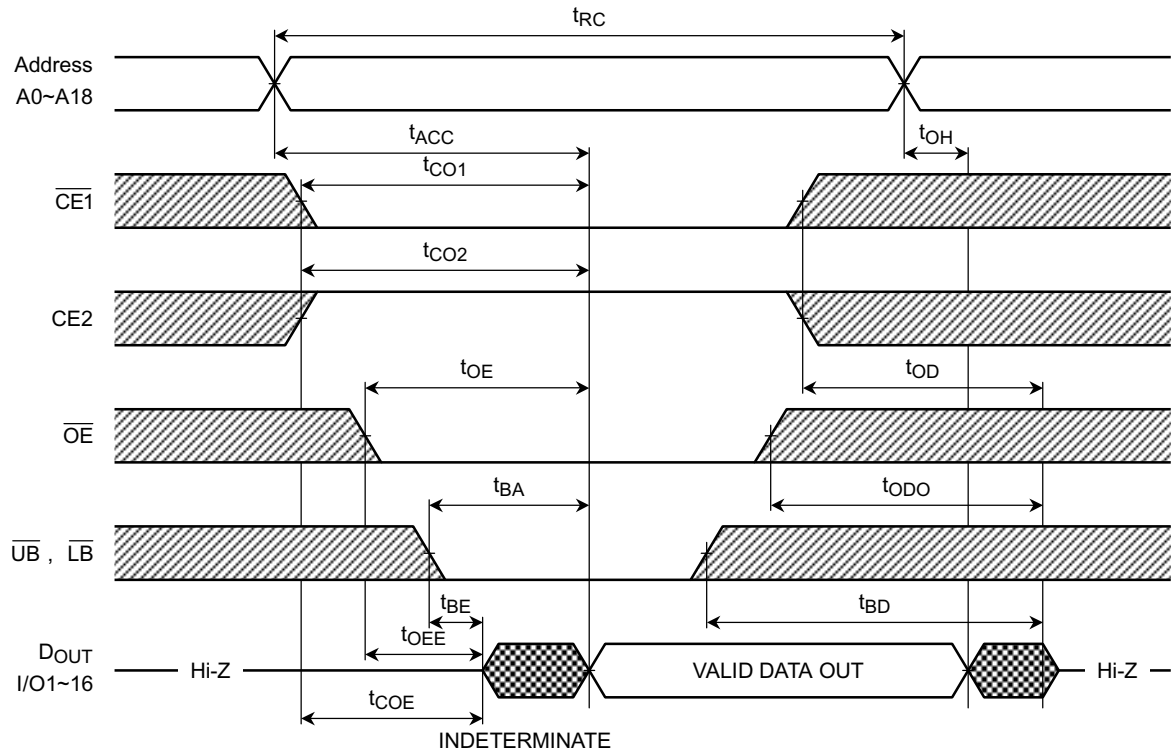 tRC
Address
A0~A18
tACC
tOH
tCO1
CE1
tCO2
CE2
tOE
tOD
OE
tBA
tODO
UB , LB
tBE
tBD
tOEE
DOUT
I/O1~16
Hi-Z
VALID DATA OUT
Hi-Z
tCOE
INDETERMINATE